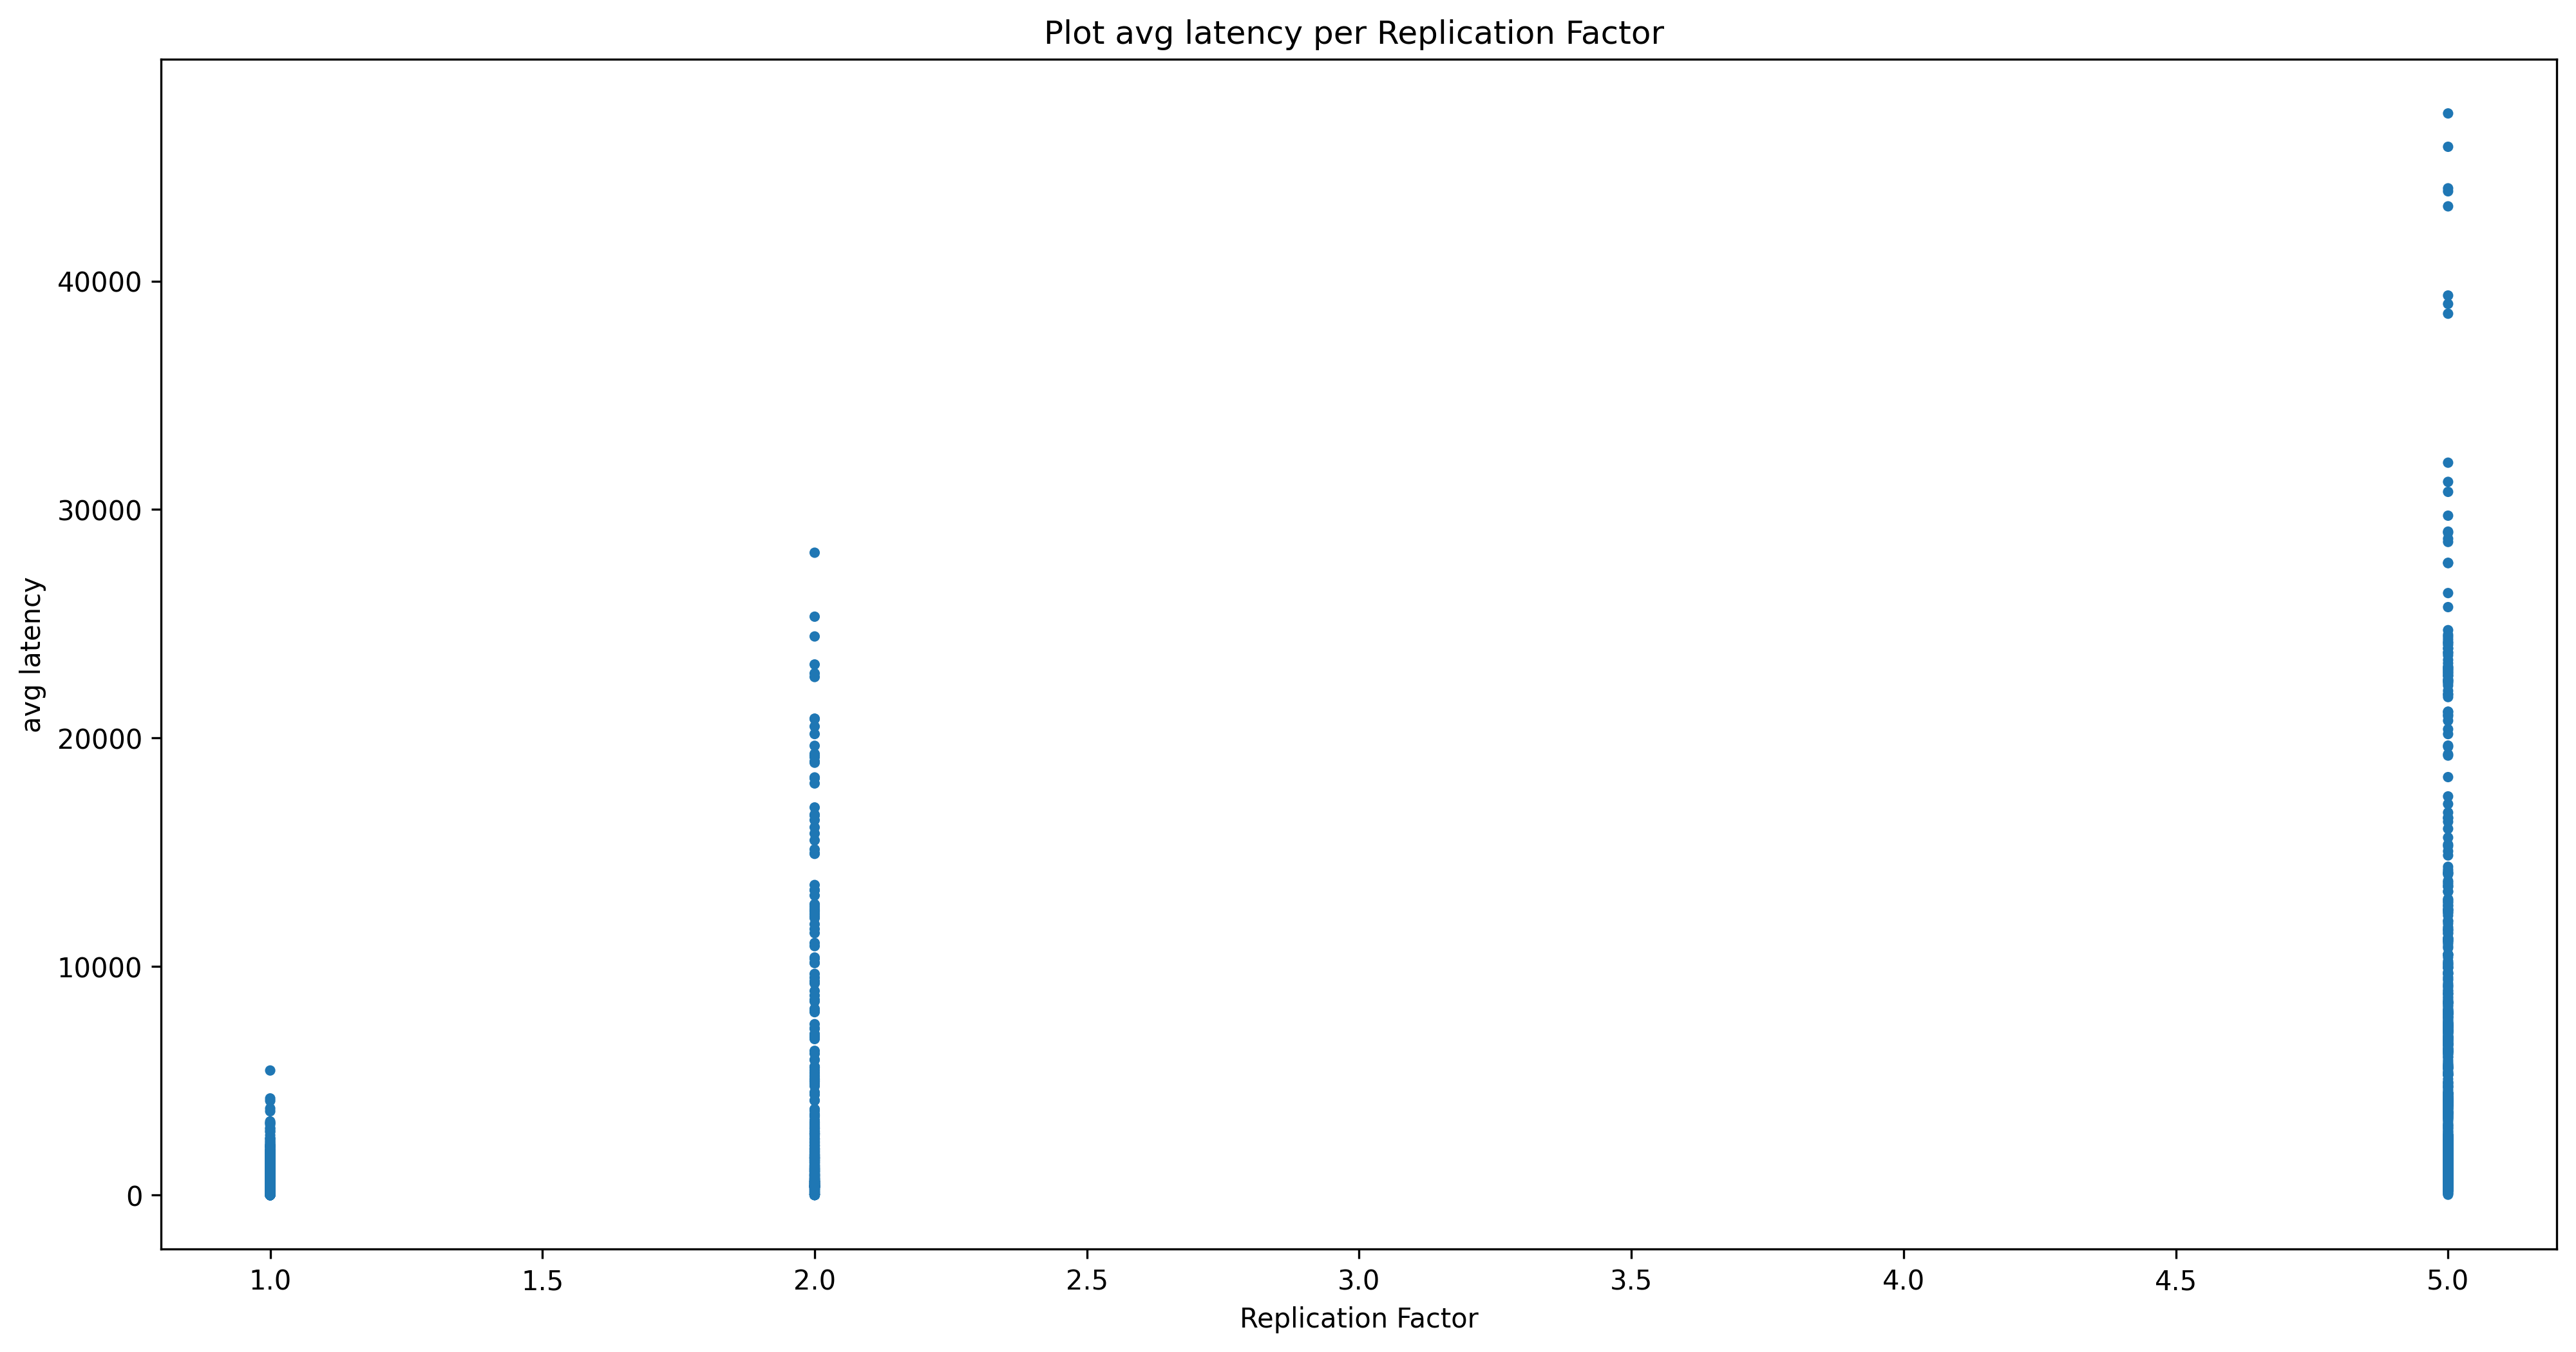 Plot avg latency per Replication Factor
avg latency
40000
30000
20000
10000
0
1.0 1.5 2.0 2.5 3.0 3.5 4.0 4.5 5.0
Replication Factor